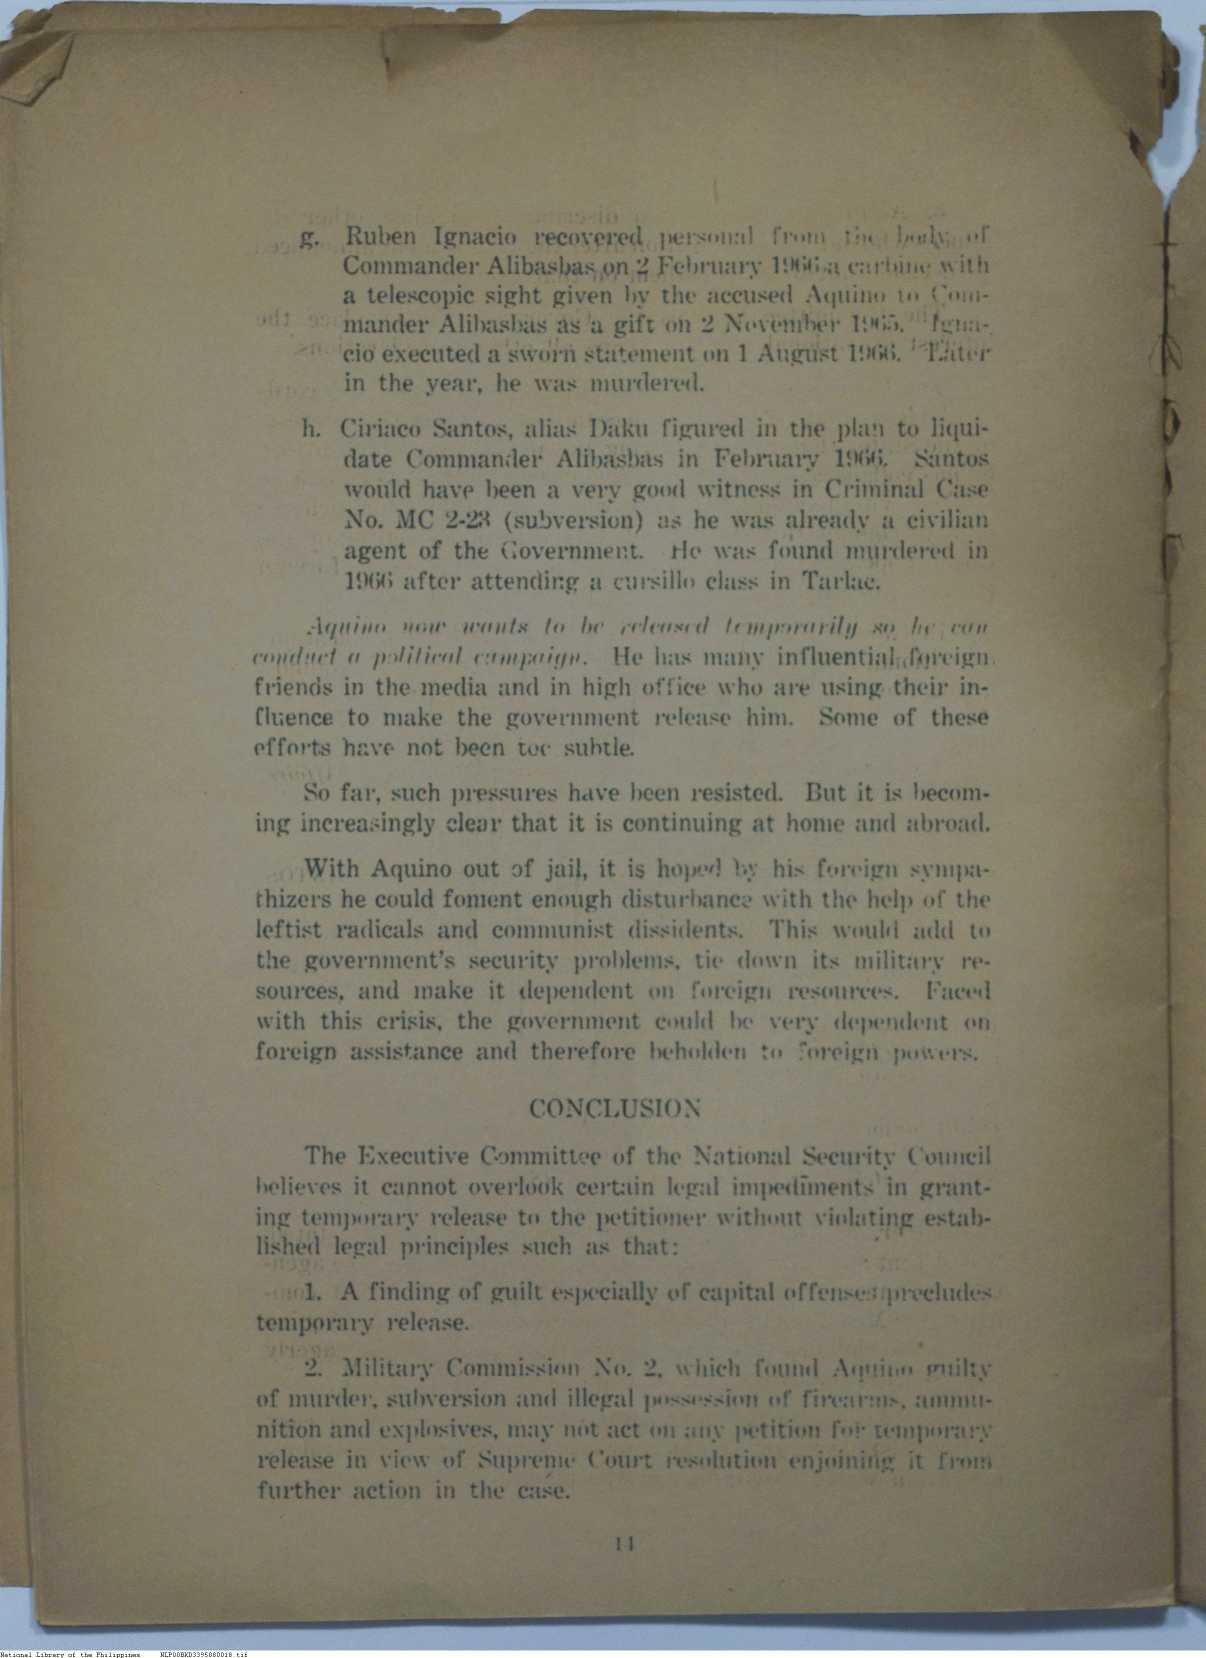 g. Ruben Ignacio recovered personal from the body of
Commander Alibasbas on 2 February 1966 a carbine with
a telescopic sight given by the accused Aquino to Com-
mander Alibasbas as a gift on 2 November 1965. Igna-
cio executed a sworn statement on 1 August 1966. Later
in the year, he was murdered.
h. Ciriaco Santos, alias Daku figured in the plan to liqui-
date Commander Alibasbas in February 1966. Santos
would have been a very good witness in Criminal Case
No. MC 2-23 (subversion) as he was already a civilian
agent of the Government. He was found murdered in
1966 after attending a cursillo class in Tarlac.
Aquino now wants to be released temporarily so he can
conduct a political campaign. He has many influential foreign
friends in the media and in high office who are using their in-
fluence to make the government release him. Some of these
efforts have not been too subtle.
So far, such pressures have been resisted. But it is becom-
ing increasingly clear that it is continuing at home and abroad.
With Aquino out of jail, it is hoped by his foreign sympa-
thizers he could foment enough disturbance with the help of the
leftist radicals and communist dissidents. This would add to
the government's security problems, tie down its military re-
sources, and make it dependent on foreign resources. Faced
with this crisis, the government could be very dependent on
foreign assistance and therefore beholden to foreign powers.
CONCLUSION
The Executive Committee of the National Security Council
believes it cannot overlook certain legal impediments in grant-
ing temporary release to the petitioner without violating estab-
lished legal principles such as that:
1. A finding of guilt especially of capital offenses precludes
temporary release.
2. Military Commission No. 2, which found Aquino guilty
of murder, subversion and illegal possession of firearms, ammu-
nition and explosives, may not act on any petition for temporary
release in view of Supreme Court resolution enjoining it from
further action in the case.
14
National Library of the Philippines NLP00BKD3395880018.tif